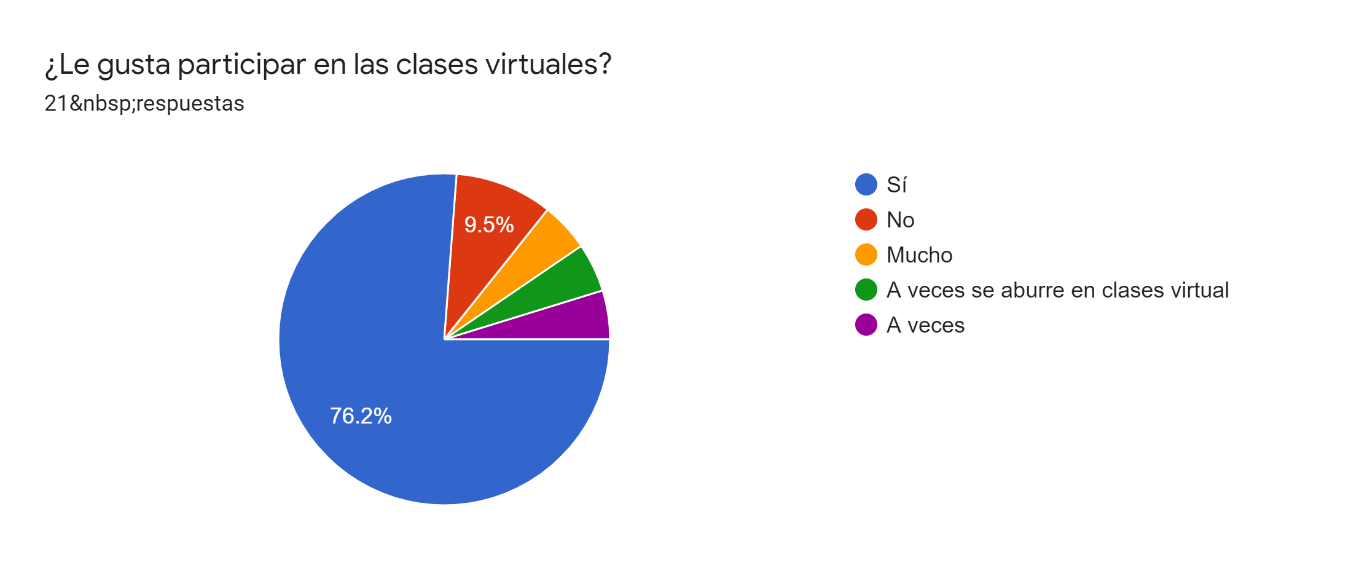 ¿Le gusta participar en las clases virtuales?
21&nbsp;respuestas
Sí
No
Mucho
A veces se aburre en clases virtual
A veces
9.5%
76.2%